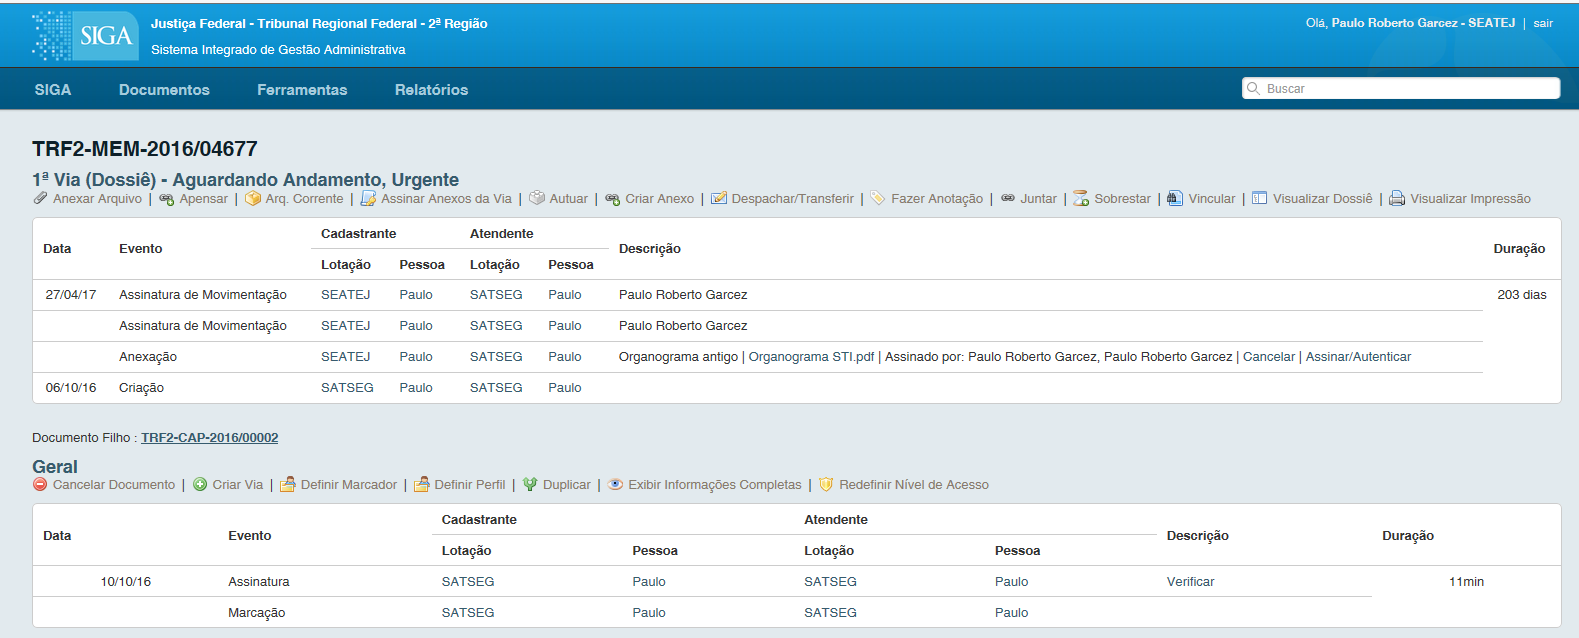 SIGA
Justiça Federal - Tribunal Regional Federal - 2ª Região
Sistema Integrado de Gestão Administrativa
Olá, Paulo Roberto Garcez - SEATEJ | sair
SIGA Documentos Ferramentas Relatórios
Buscar
TRF2-MEM-2016/04677
1ª Via (Dossiê) - Aguardando Andamento, Urgente
Anexar Arquivo | Apensar | Arq. Corrente | Assinar Anexos da Via | Autuar | Criar Anexo | Despachar/Transferir | Fazer Anotação | Juntar | Sobrestar | Vincular | Visualizar Dossiê | Visualizar Impressão
Data Evento Cadastrante Atendente Descrição Duração
Lotação Pessoa Lotação Pessoa
27/04/17 Assinatura de Movimentação SEATEJ Paulo SATSEG Paulo Paulo Roberto Garcez 203 dias
Assinatura de Movimentação SEATEJ Paulo SATSEG Paulo Paulo Roberto Garcez
Anexação SEATEJ Paulo SATSEG Paulo Organograma antigo | Organograma STI.pdf | Assinado por: Paulo Roberto Garcez, Paulo Roberto Garcez | Cancelar | Assinar/Autenticar
06/10/16 Criação SATSEG Paulo SATSEG Paulo
Documento Filho : TRF2-CAP-2016/00002
Geral
Cancelar Documento | Criar Via | Definir Marcador | Definir Perfil | Duplicar | Exibir Informações Completas | Redefinir Nível de Acesso
Data Evento Cadastrante Atendente Descrição Duração
Lotação Pessoa Lotação Pessoa
10/10/16 Assinatura SATSEG Paulo SATSEG Paulo Verificar 11min
Marcação SATSEG Paulo SATSEG Paulo